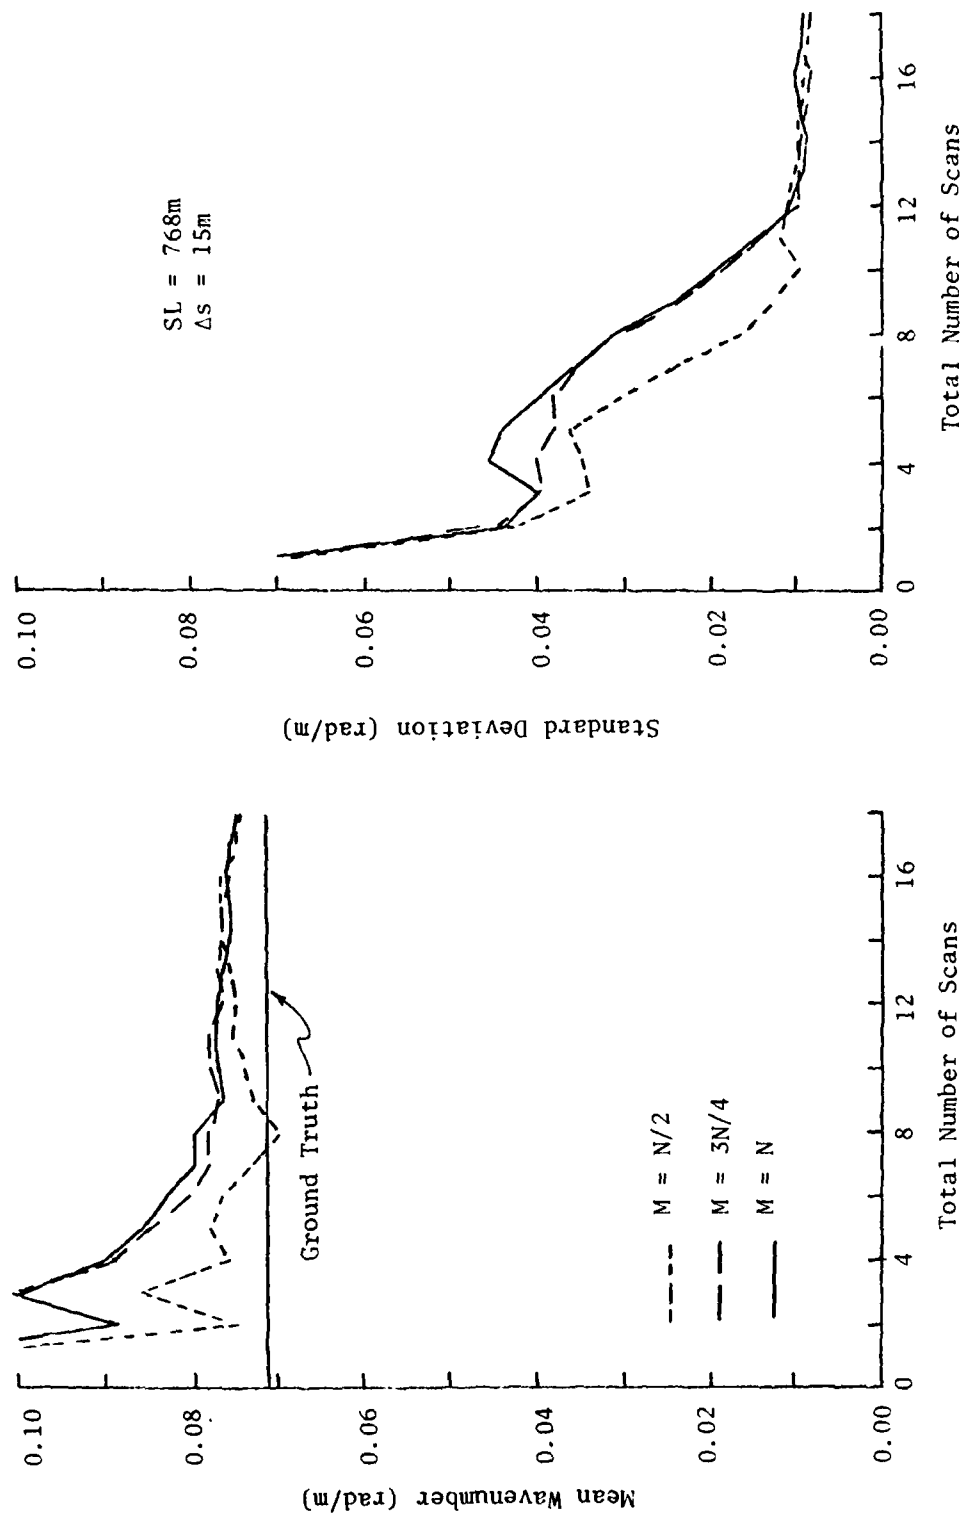 Mean Wavenumber (rad/m)
0.10
0.08
0.06
0.04
0.02
0.00
Ground Truth
M = N/2
M = 3N/4
M = N
0
4
8
12
16
Total Number of Scans
Standard Deviation (rad/m)
0.10
0.08
0.06
0.04
0.02
0.00
SL = 768m
Δs = 15m
0
4
8
12
16
Total Number of Scans